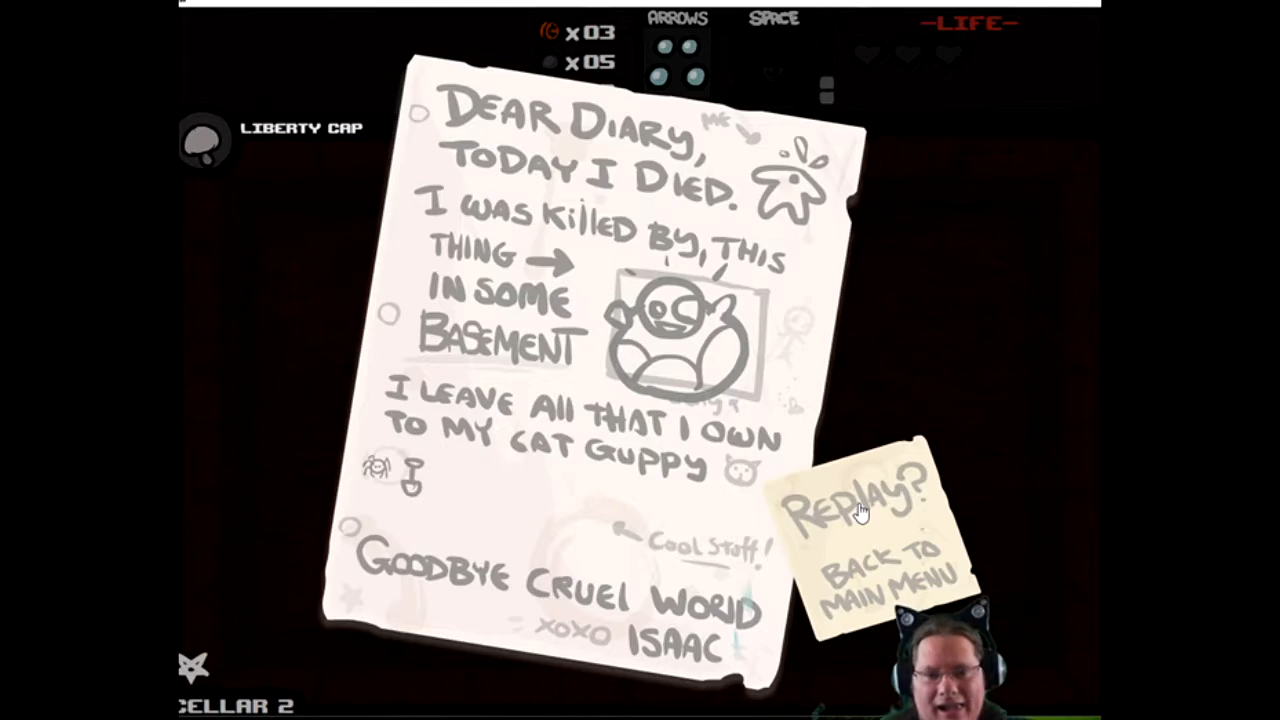 x03
x05
ARROWS
SPACE
-LIFE-
LIBERTY CAP
DEAR DIARY,
ME
TODAY I DIED.
I WAS KILLED BY, THIS
THING →
IN SOME
BASEMENT
I LEAVE ALL THAT I OWN
TO MY CAT GUPPY
← COOL STUFF!
GOODBYE CRUEL WORLD
XOXO ISAAC
REPLAY?
BACK TO
MAIN MENU
CELLAR 2